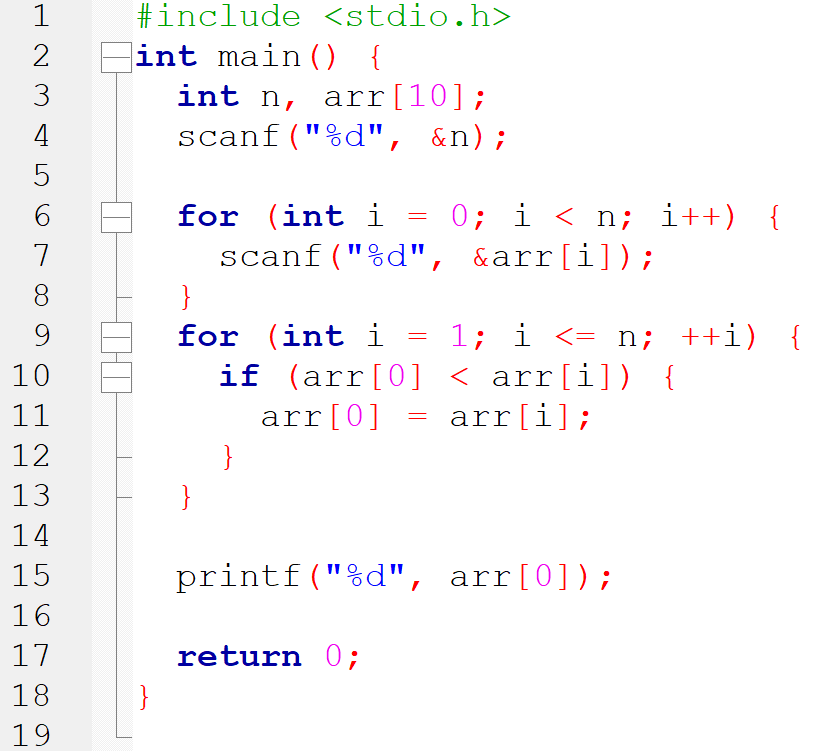 1 #include <stdio.h>
2 int main() {
3   int n, arr[10];
4   scanf("%d", &n);
5
6   for (int i = 0; i < n; i++) {
7     scanf("%d", &arr[i]);
8   }
9   for (int i = 1; i <= n; ++i) {
10     if (arr[0] < arr[i]) {
11       arr[0] = arr[i];
12     }
13   }
14
15   printf("%d", arr[0]);
16
17   return 0;
18 }
19